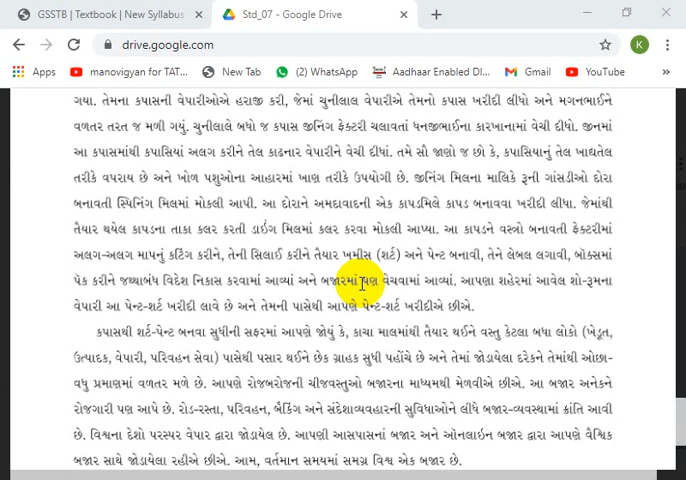 GSSTB | Textbook | New Syllabus
Std_07 - Google Drive
drive.google.com
K
Apps
manovigyan for TAT...
New Tab
(2) WhatsApp
Aadhaar Enabled DI...
Gmail
YouTube
ગયા. તેમના કપાસની વેપારીઓએ હરાજી કરી, જેમાં ચુનીલાલ વેપારીએ તેમનો કપાસ ખરીદી લીધો અને મગનભાઈને
વળતર તરત જ મળી ગયું. ચુનીલાલે બધો જ કપાસ જીનિંગ ફેક્ટરી ચલાવતાં ધનજીભાઈના કારખાનામાં વેચી દીધો. જીનમાં
આ કપાસમાંથી કપાસિયાં અલગ કરીને તેલ કાઢનાર વેપારીને વેચી દીધાં. તમે સૌ જાણો જ છો કે, કપાસિયાનું તેલ ખાદ્યતેલ
તરીકે વપરાય છે અને ખોળ પશુઓના આહારમાં ખાણ તરીકે ઉપયોગી છે. જીનિંગ મિલના માલિકે રૂની ગાંસડીઓ દોરા
બનાવતી સ્પિનિંગ મિલમાં મોકલી આપી. આ દોરાને અમદાવાદની એક કાપડમિલે કાપડ બનાવવા ખરીદી લીધા. જેમાંથી
તૈયાર થયેલ કાપડના તાકા કલર કરતી ડાઇંગ મિલમાં કલર કરવા મોકલી આપ્યા. આ કાપડને વસ્ત્રો બનાવતી ફેક્ટરીમાં
અલગ-અલગ માપનું કટિંગ કરીને, તેની સિલાઈ કરીને તૈયાર ખમીસ (શર્ટ) અને પેન્ટ બનાવી, તેને લેબલ લગાવી, બૉક્સમાં
પૅક કરીને જથ્થાબંધ વિદેશ નિકાસ કરવામાં આવ્યાં અને બજારમાં પણ વેચવામાં આવ્યાં. આપણા શહેરમાં આવેલ શો-રૂમના
વેપારી આ પેન્ટ-શર્ટ ખરીદી લાવે છે અને તેમની પાસેથી આપણે પેન્ટ-શર્ટ ખરીદીએ છીએ.
કપાસથી શર્ટ-પેન્ટ બનવા સુધીની સફરમાં આપણે જોયું કે, કાચા માલમાંથી તૈયાર થઈને વસ્તુ કેટલા બધા લોકો (ખેડૂત,
ઉત્પાદક, વેપારી, પરિવહન સેવા) પાસેથી પસાર થઈને છેક ગ્રાહક સુધી પહોંચે છે અને તેમાં જોડાયેલા દરેકને તેમાંથી ઓછા-
વધુ પ્રમાણમાં વળતર મળે છે. આપણે રોજબરોજની ચીજવસ્તુઓ બજારના માધ્યમથી મેળવીએ છીએ. આ બજાર અનેકને
રોજગારી પણ આપે છે. રોડ-રસ્તા, પરિવહન, બૅંકિંગ અને સંદેશાવ્યવહારની સુવિધાઓને લીધે બજાર-વ્યવસ્થામાં ક્રાંતિ આવી
છે. વિશ્વના દેશો પરસ્પર વેપાર દ્વારા જોડાયેલ છે. આપણી આસપાસનાં બજાર અને ઑનલાઇન બજાર દ્વારા આપણે વૈશ્વિક
બજાર સાથે જોડાયેલા રહીએ છીએ. આમ, વર્તમાન સમયમાં સમગ્ર વિશ્વ એક બજાર છે.